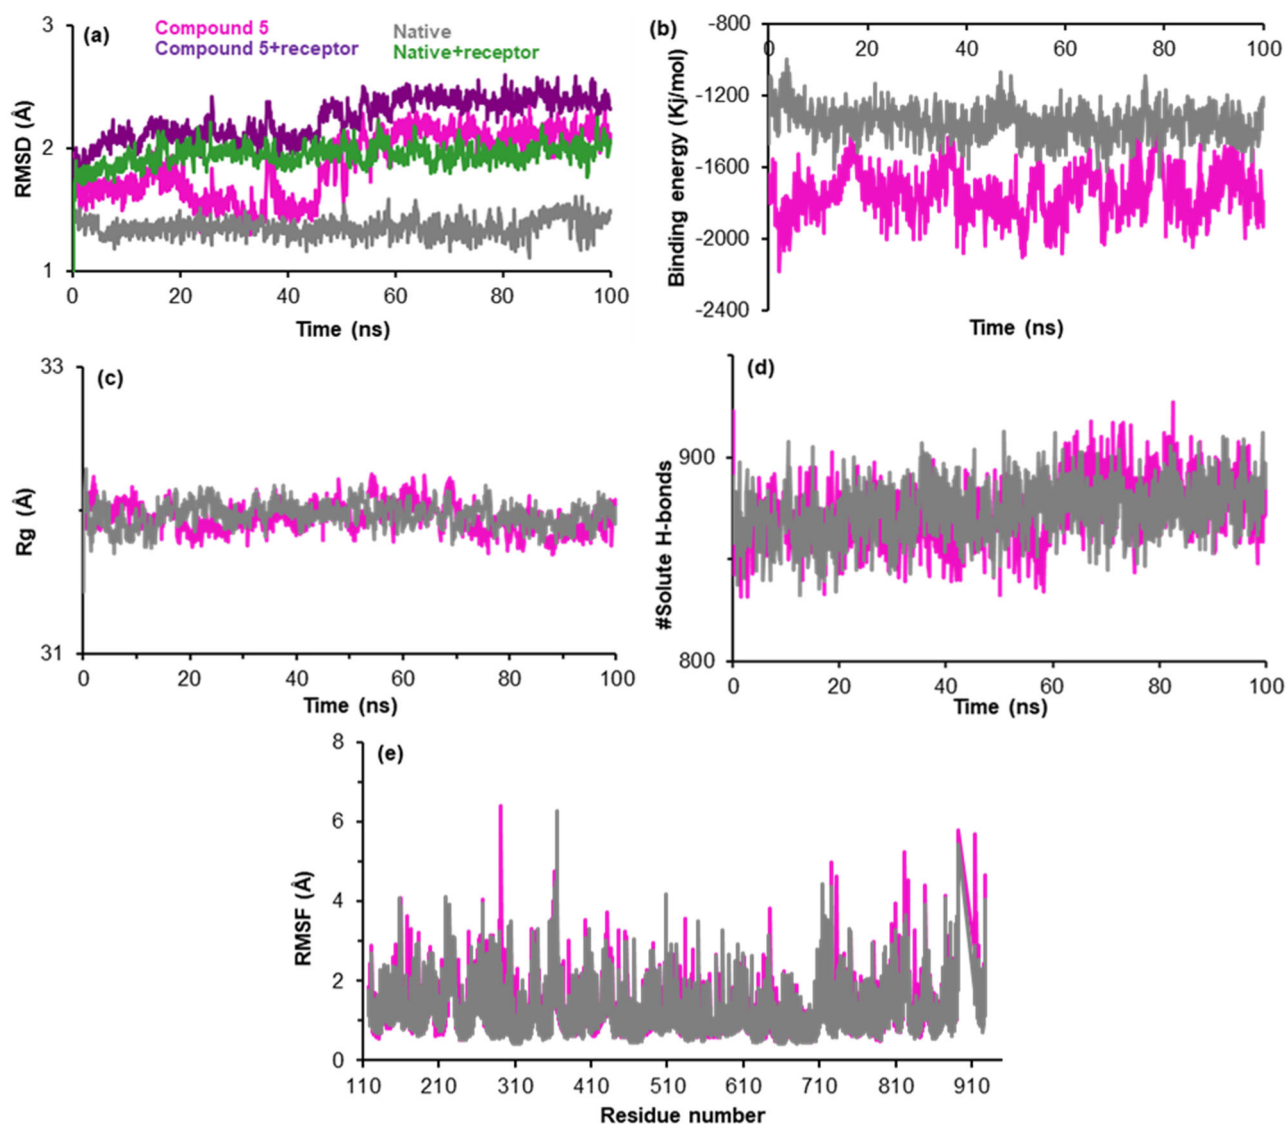 (a)
Compound 5
Compound 5+receptor
Native
Native+receptor
3
2
1
RMSD (Å)
0 20 40 60 80 100
Time (ns)
(b)
-800
-1200
-1600
-2000
-2400
Binding energy (Kj/mol)
0 20 40 60 80 100
Time (ns)
(c)
33
31
Rg (Å)
0 20 40 60 80 100
Time (ns)
(d)
900
800
#Solute H-bonds
0 20 40 60 80 100
Time (ns)
(e)
8
6
4
2
0
RMSF (Å)
110 210 310 410 510 610 710 810 910
Residue number